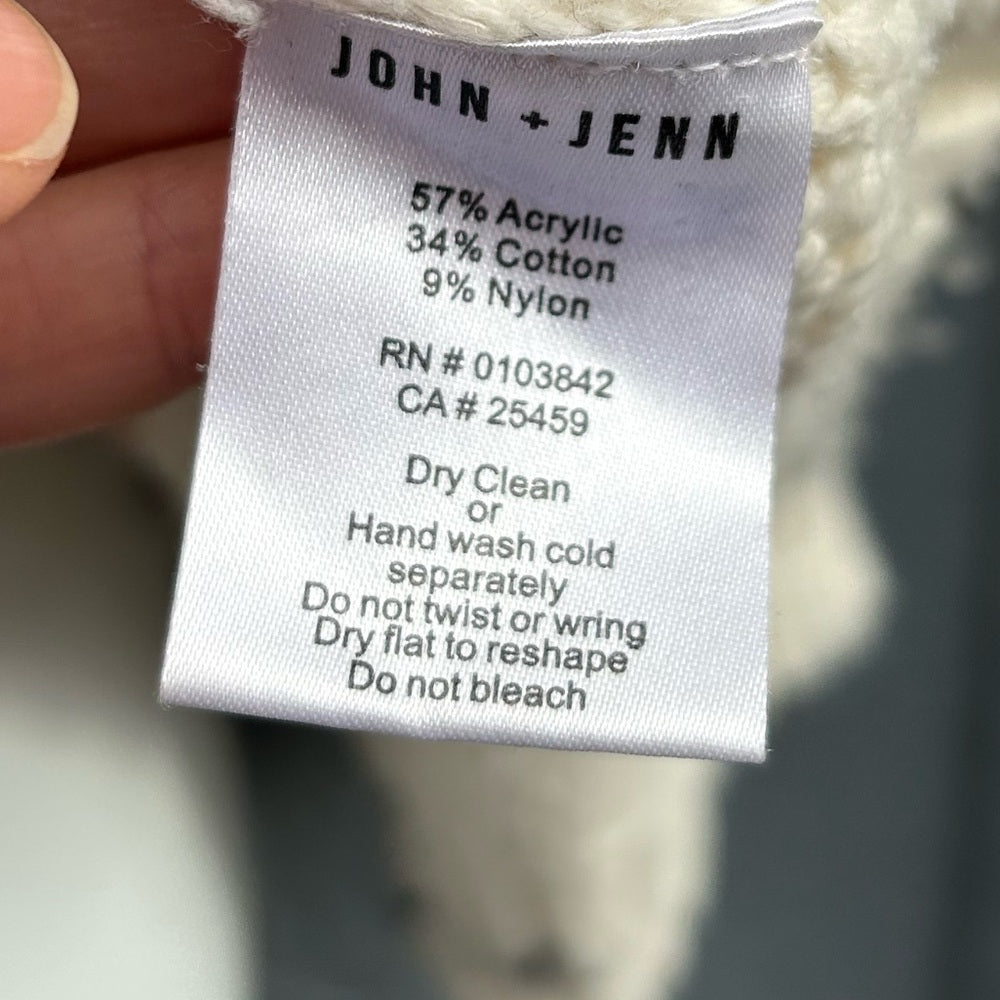 JOHN + JENN
57% Acrylic
34% Cotton
9% Nylon
RN # 0103842
CA # 25459
Dry Clean
or
Hand wash cold
separately
Do not twist or wring
Dry flat to reshape
Do not bleach